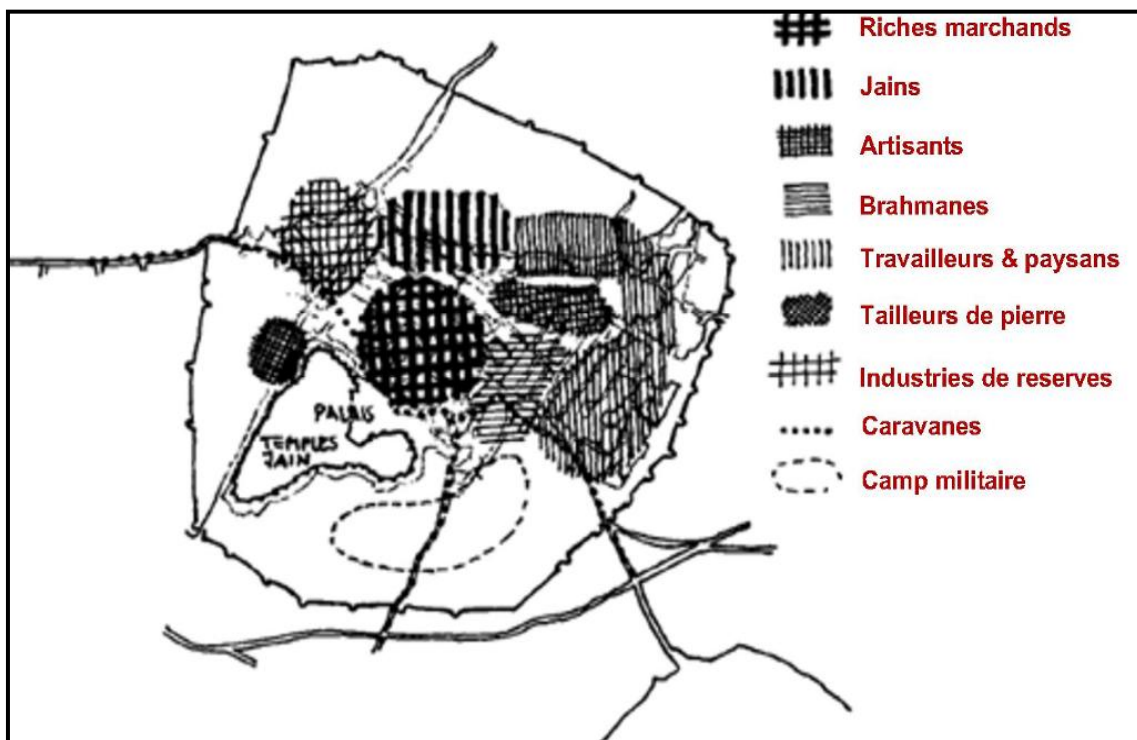 Riches marchands
Jains
Artisants
Brahmanes
Travailleurs & paysans
Tailleurs de pierre
Industries de reserves
Caravanes
Camp militaire
PALAIS
TEMPLES
JAIN